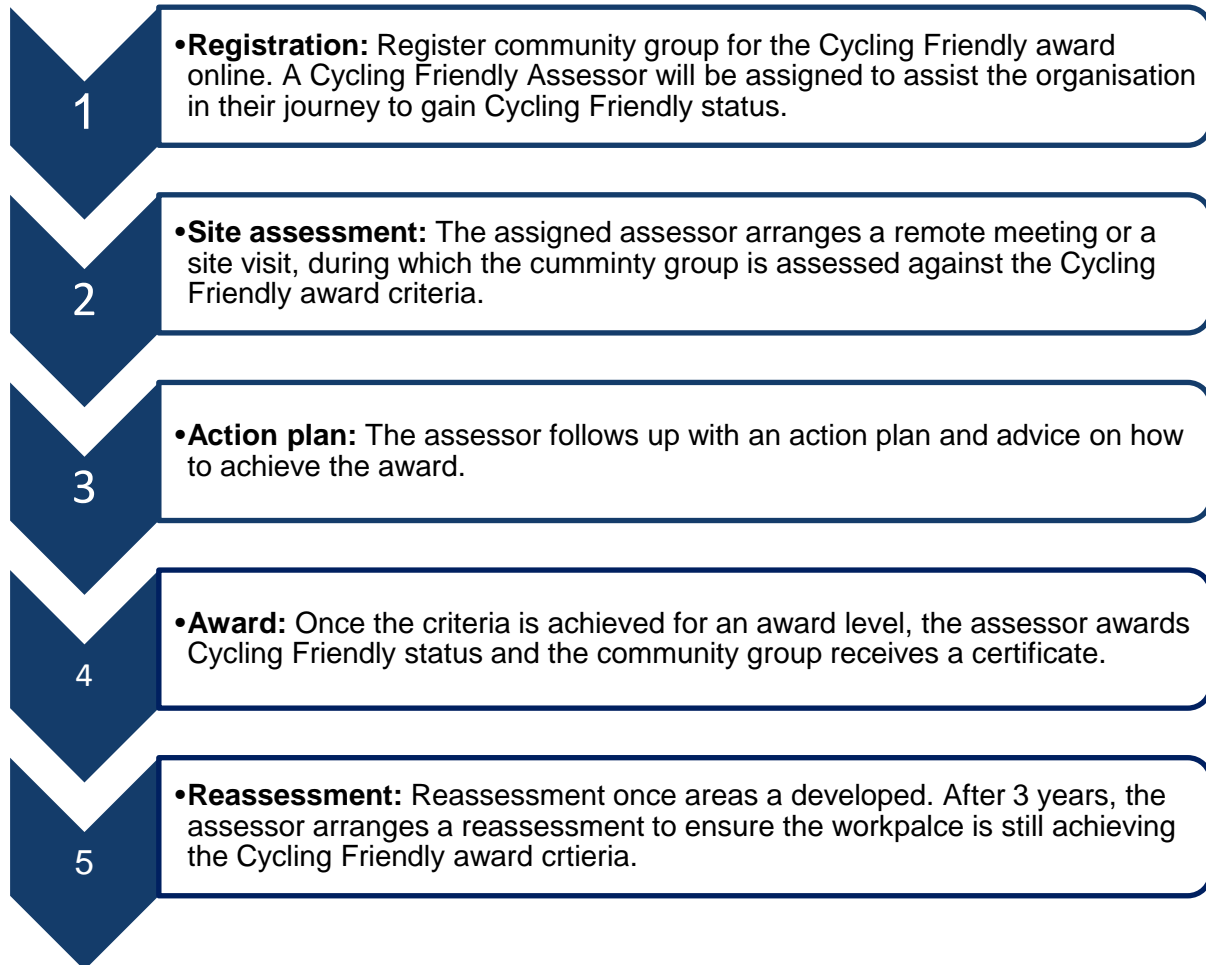 1
•Registration: Register community group for the Cycling Friendly award
online. A Cycling Friendly Assessor will be assigned to assist the organisation
in their journey to gain Cycling Friendly status.
2
•Site assessment: The assigned assessor arranges a remote meeting or a
site visit, during which the cumminty group is assessed against the Cycling
Friendly award criteria.
3
•Action plan: The assessor follows up with an action plan and advice on how
to achieve the award.
4
•Award: Once the criteria is achieved for an award level, the assessor awards
Cycling Friendly status and the community group receives a certificate.
5
•Reassessment: Reassessment once areas a developed. After 3 years, the
assessor arranges a reassessment to ensure the workpalce is still achieving
the Cycling Friendly award crtieria.